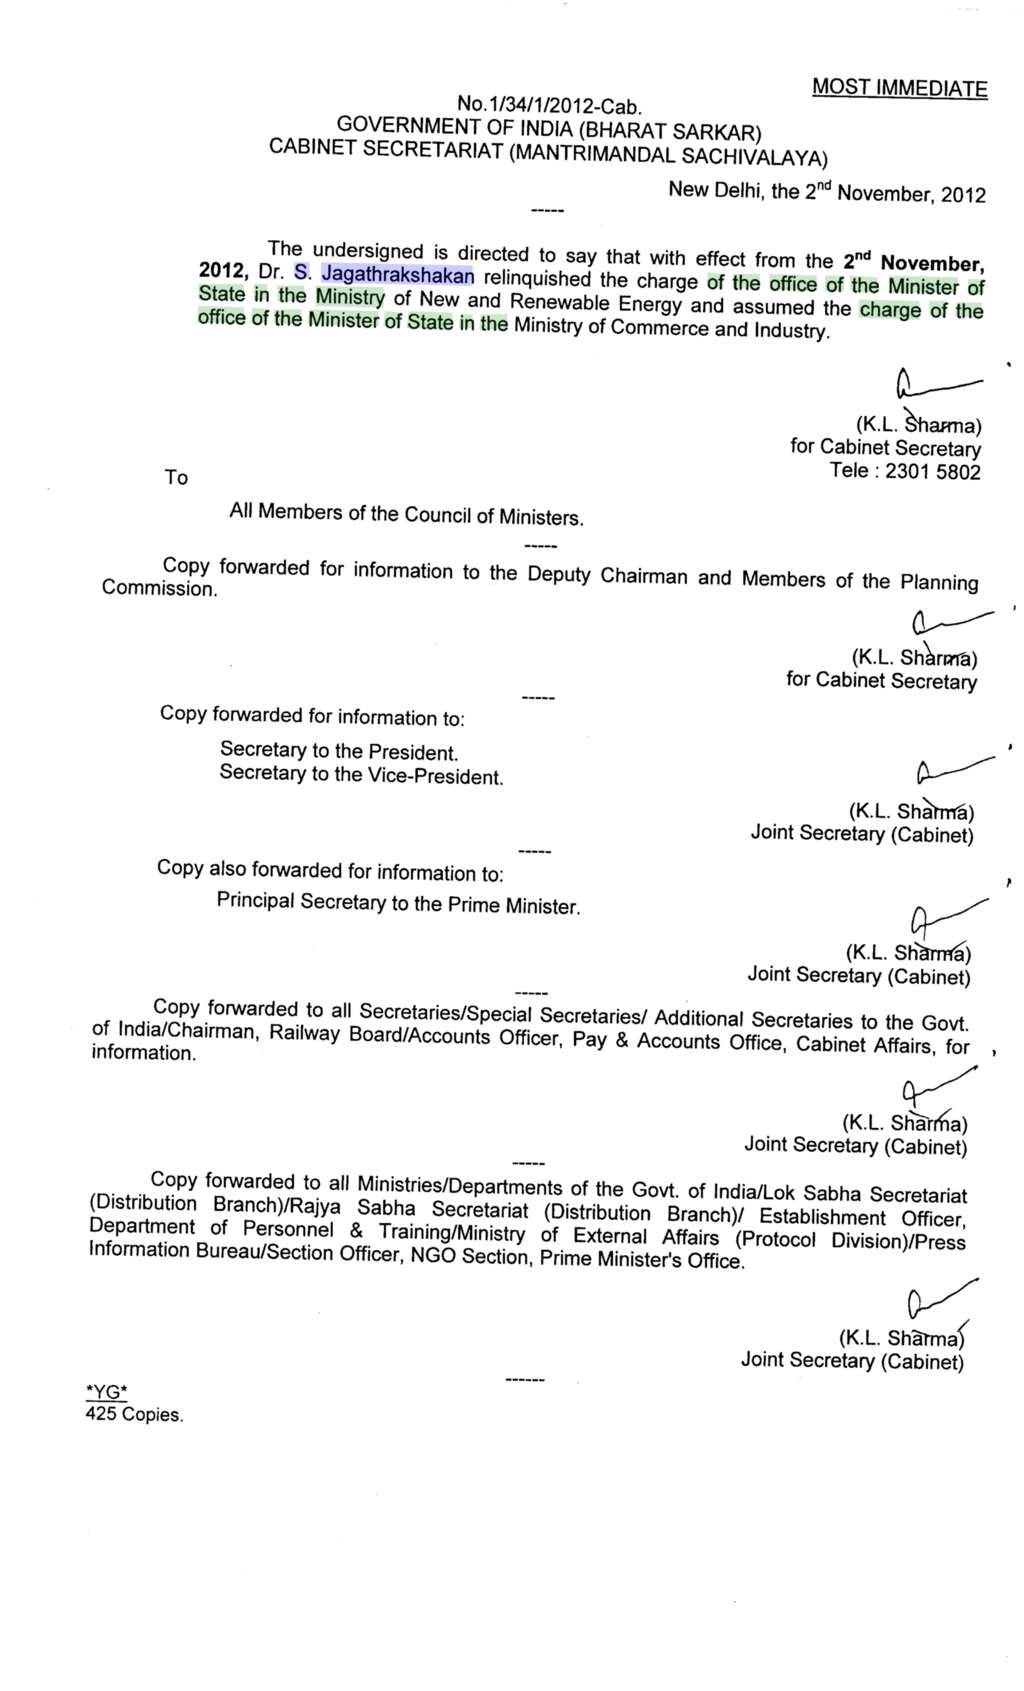 MOST IMMEDIATE
No.1/34/1/2012-Cab.
GOVERNMENT OF INDIA (BHARAT SARKAR)
CABINET SECRETARIAT (MANTRIMANDAL SACHIVALAYA)
New Delhi, the 2nd November, 2012
-----
The undersigned is directed to say that with effect from the 2nd November,
2012, Dr. S. Jagathrakshakan relinquished the charge of the office of the Minister of
State in the Ministry of New and Renewable Energy and assumed the charge of the
office of the Minister of State in the Ministry of Commerce and Industry.
(K.L. Sharma)
for Cabinet Secretary
Tele : 2301 5802
To
All Members of the Council of Ministers.
-----
Copy forwarded for information to the Deputy Chairman and Members of the Planning
Commission.
(K.L. Sharma)
for Cabinet Secretary
-----
Copy forwarded for information to:
Secretary to the President.
Secretary to the Vice-President.
(K.L. Sharma)
Joint Secretary (Cabinet)
-----
Copy also forwarded for information to:
Principal Secretary to the Prime Minister.
(K.L. Sharma)
Joint Secretary (Cabinet)
-----
Copy forwarded to all Secretaries/Special Secretaries/ Additional Secretaries to the Govt.
of India/Chairman, Railway Board/Accounts Officer, Pay & Accounts Office, Cabinet Affairs, for
information.
(K.L. Sharma)
Joint Secretary (Cabinet)
-----
Copy forwarded to all Ministries/Departments of the Govt. of India/Lok Sabha Secretariat
(Distribution Branch)/Rajya Sabha Secretariat (Distribution Branch)/ Establishment Officer,
Department of Personnel & Training/Ministry of External Affairs (Protocol Division)/Press
Information Bureau/Section Officer, NGO Section, Prime Minister's Office.
(K.L. Sharma)
Joint Secretary (Cabinet)
------
*YG*
425 Copies.